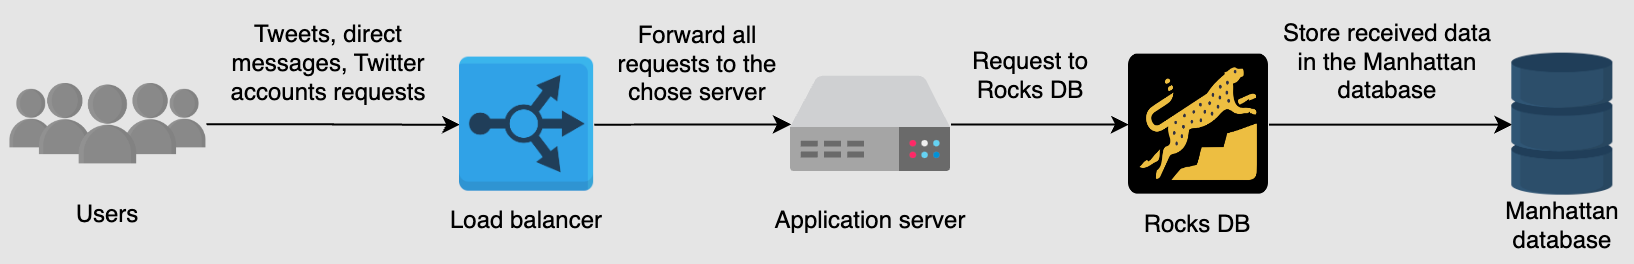 Tweets, direct
messages, Twitter
accounts requests
Forward all
requests to the
chose server
Request to
Rocks DB
Store received data
in the Manhattan
database
Users
Load balancer
Application server
Rocks DB
Manhattan
database